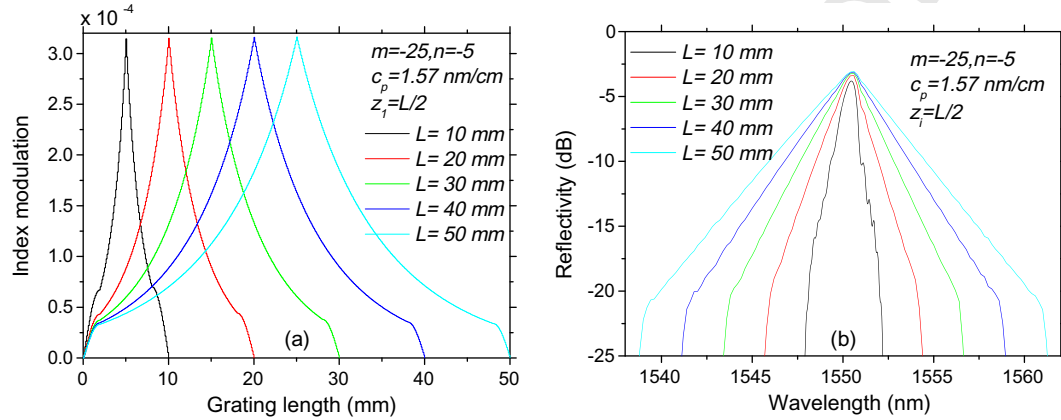 x 10⁻⁴
3.0
2.5
2.0
1.5
1.0
0.5
0.0
Index modulation
m=-25,n=-5
c_p=1.57 nm/cm
z_1=L/2
L= 10 mm
L= 20 mm
L= 30 mm
L= 40 mm
L= 50 mm
(a)
0 10 20 30 40 50
Grating length (mm)
0
-5
-10
-15
-20
-25
Reflectivity (dB)
L= 10 mm
L= 20 mm
L= 30 mm
L= 40 mm
L= 50 mm
m=-25,n=-5
c_p=1.57 nm/cm
z_i=L/2
(b)
1540 1545 1550 1555 1560
Wavelength (nm)